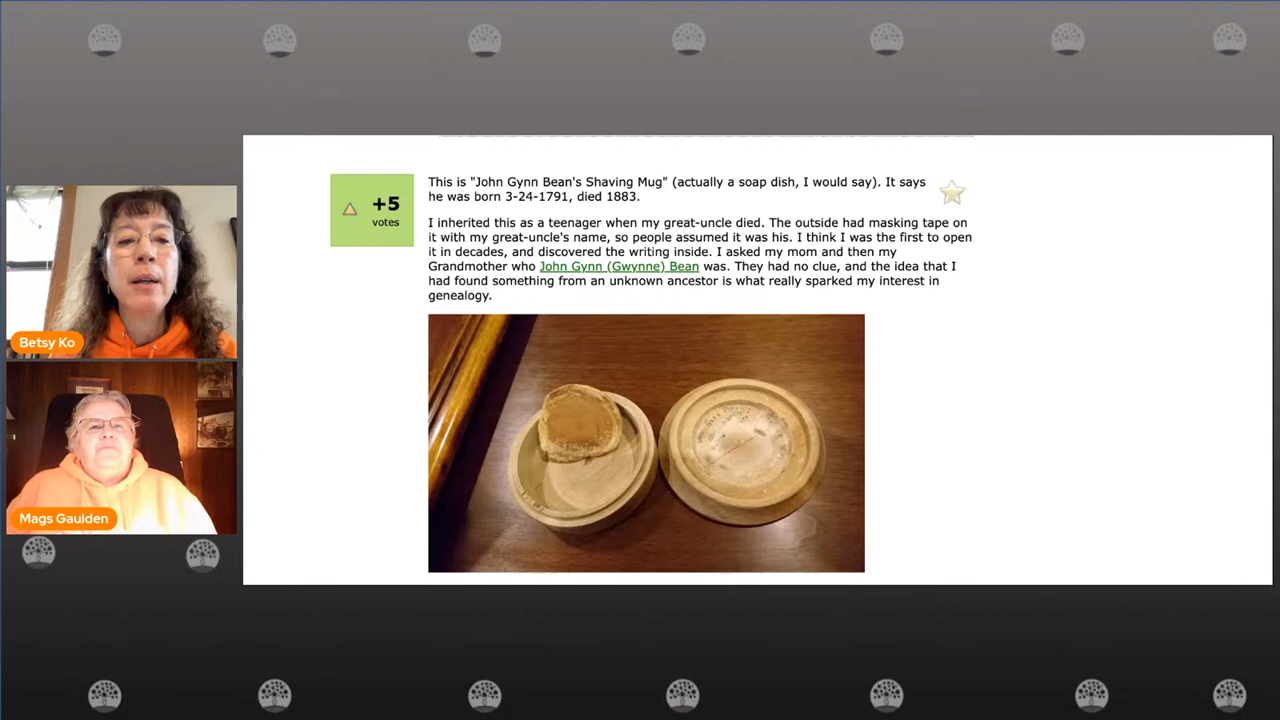 +5
votes
This is "John Gynn Bean's Shaving Mug" (actually a soap dish, I would say). It says
he was born 3-24-1791, died 1883.
I inherited this as a teenager when my great-uncle died. The outside had masking tape on
it with my great-uncle's name, so people assumed it was his. I think I was the first to open
it in decades, and discovered the writing inside. I asked my mom and then my
Grandmother who John Gynn (Gwynne) Bean was. They had no clue, and the idea that I
had found something from an unknown ancestor is what really sparked my interest in
genealogy.
Betsy Ko
Mags Gaulden